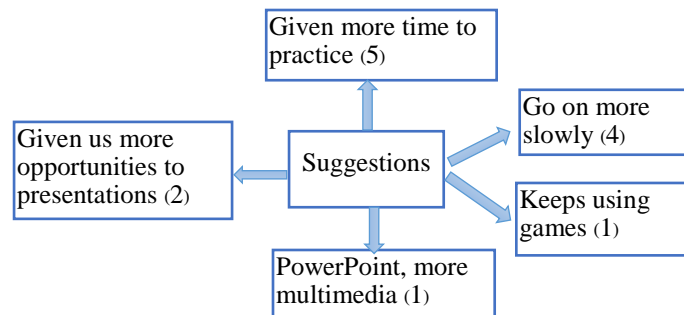 Given more time to
practice (5)
Go on more
slowly (4)
Given us more
opportunities to
presentations (2)
Suggestions
Keeps using
games (1)
PowerPoint, more
multimedia (1)